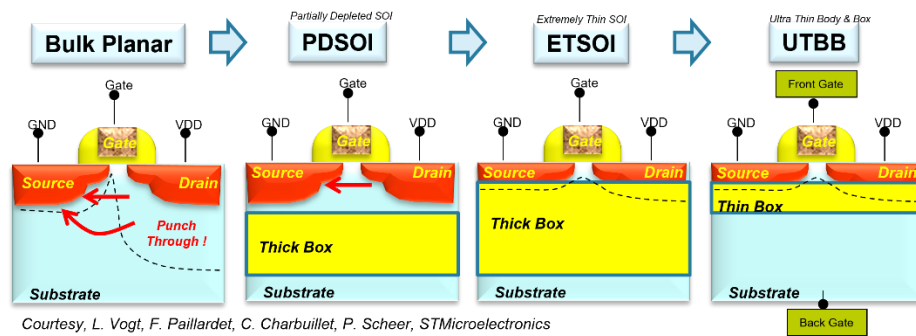 Bulk Planar
Partially Depleted SOI
PDSOI
Extremely Thin SOI
ETSOI
Ultra Thin Body & Box
UTBB
Gate
GND
VDD
Gate
Source
Drain
Punch
Through !
Substrate
Gate
GND
VDD
Gate
Source
Drain
Thick Box
Substrate
Gate
GND
VDD
Gate
Source
Drain
Thick Box
Substrate
Front Gate
GND
VDD
Gate
Source
Drain
Thin Box
Substrate
Back Gate
Courtesy, L. Vogt, F. Paillardet, C. Charbuillet, P. Scheer, STMicroelectronics